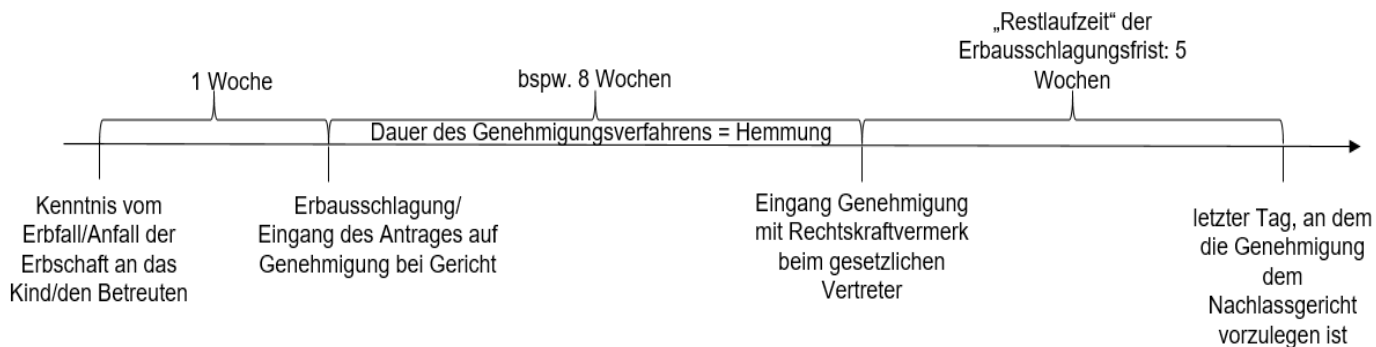 „Restlaufzeit“ der
Erbausschlagungsfrist: 5
Wochen
1 Woche
bspw. 8 Wochen
Dauer des Genehmigungsverfahrens = Hemmung
Kenntnis vom
Erbfall/Anfall der
Erbschaft an das
Kind/den Betreuten
Erbausschlagung/
Eingang des Antrages auf
Genehmigung bei Gericht
Eingang Genehmigung
mit Rechtskraftvermerk
beim gesetzlichen
Vertreter
letzter Tag, an dem
die Genehmigung
dem
Nachlassgericht
vorzulegen ist